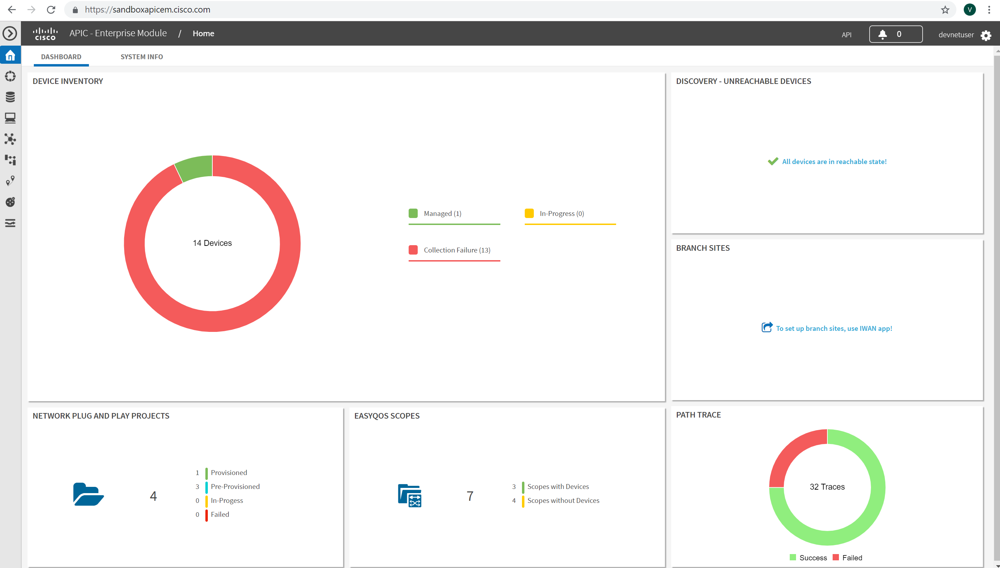 https://sandboxapicem.cisco.com
V
CISCO
APIC - Enterprise Module / Home
API
0
devnetuser
DASHBOARD
SYSTEM INFO
DEVICE INVENTORY
14 Devices
Managed (1)
In-Progress (0)
Collection Failure (13)
DISCOVERY - UNREACHABLE DEVICES
All devices are in reachable state!
BRANCH SITES
To set up branch sites, use IWAN app!
NETWORK PLUG AND PLAY PROJECTS
4
1 Provisioned
3 Pre-Provisioned
0 In-Progess
0 Failed
EASYQOS SCOPES
7
3 Scopes with Devices
4 Scopes without Devices
PATH TRACE
32 Traces
Success Failed